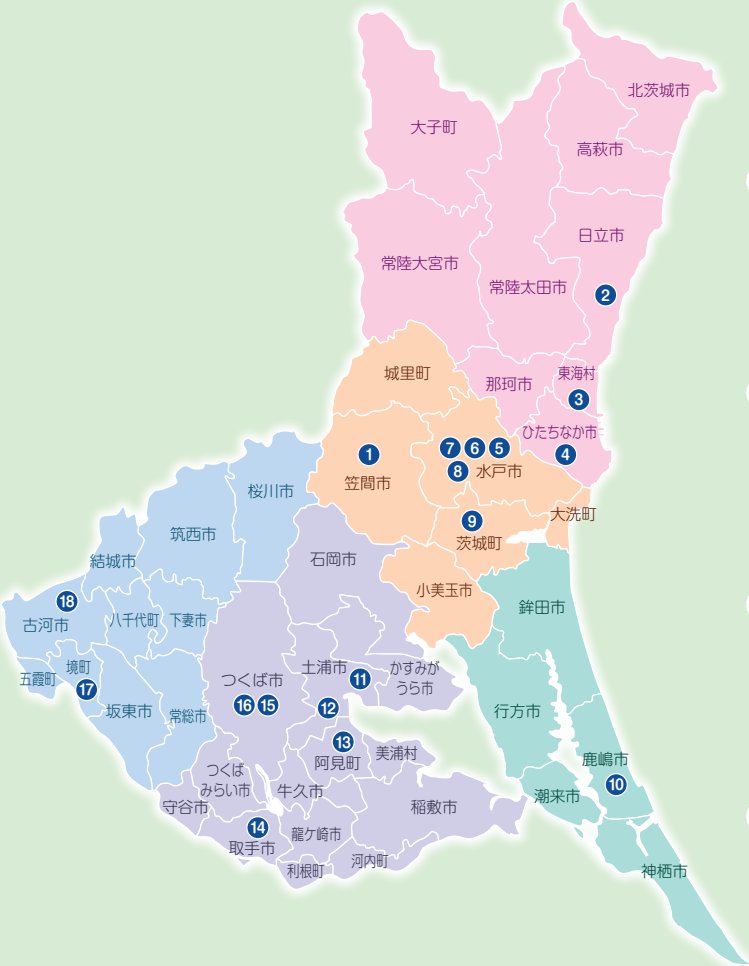 北茨城市
大子町
高萩市
日立市
常陸大宮市
常陸太田市
2
城里町
那珂市
東海村
3
ひたちなか市
7 6 5
4
1
8 水戸市
笠間市
桜川市
大洗町
9
茨城町
筑西市
結城市
石岡市
小美玉市
18
古河市
八千代町
下妻市
鉾田市
境町
五霞町
17
つくば市
土浦市
かすみが
うら市
11
16 15
12
坂東市
常総市
行方市
13
阿見町
美浦村
鹿嶋市
10
つくば
みらい市
牛久市
潮来市
守谷市
稲敷市
14
取手市
龍ケ崎市
利根町
河内町
神栖市